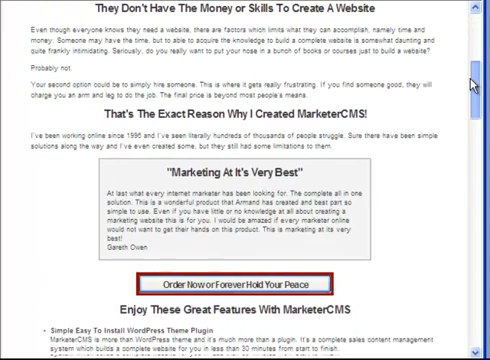 They Don't Have The Money or Skills To Create A Website
Even though everyone knows they need a website, there are factors which limits what they can accomplish, namely time and
money. Someone may have the time, but to able to acquire the knowledge to build a complete website is somewhat daunting and
quite frankly intimidating. Seriously, do you really want to put your nose in a bunch of books or courses just to build a website?
Probably not.
Your second option could be to simply hire someone. This is where it gets really frustrating. If you find someone good, they will
charge you an arm and leg to do the job. The final price is beyond most people's means.
That's The Exact Reason Why I Created MarketerCMS!
I've been working online since 1995 and I've seen literally hundreds of thousands of people struggle. Sure there have been simple
solutions along the way and I've even created some, but they still had some limitations to them.
"Marketing At It's Very Best"
At last what every internet marketer has been looking for. The complete all in one
solution. This is a wonderful product that Armand has created and best part so
simple to use. Even if you have little or no knowledge at all about creating a
marketing website this is for you. I would be amazed if every marketer online
would not want to get their hands on this product. This is marketing at its very
best!
Gareth Owen
Order Now or Forever Hold Your Peace
Enjoy These Great Features With MarketerCMS
Simple Easy To Install WordPress Theme Plugin
MarketerCMS is more than WordPress theme and it's much more than a plugin. It's a complete sales content management
system which builds a complete website for you in less than 30 minutes from start to finish.